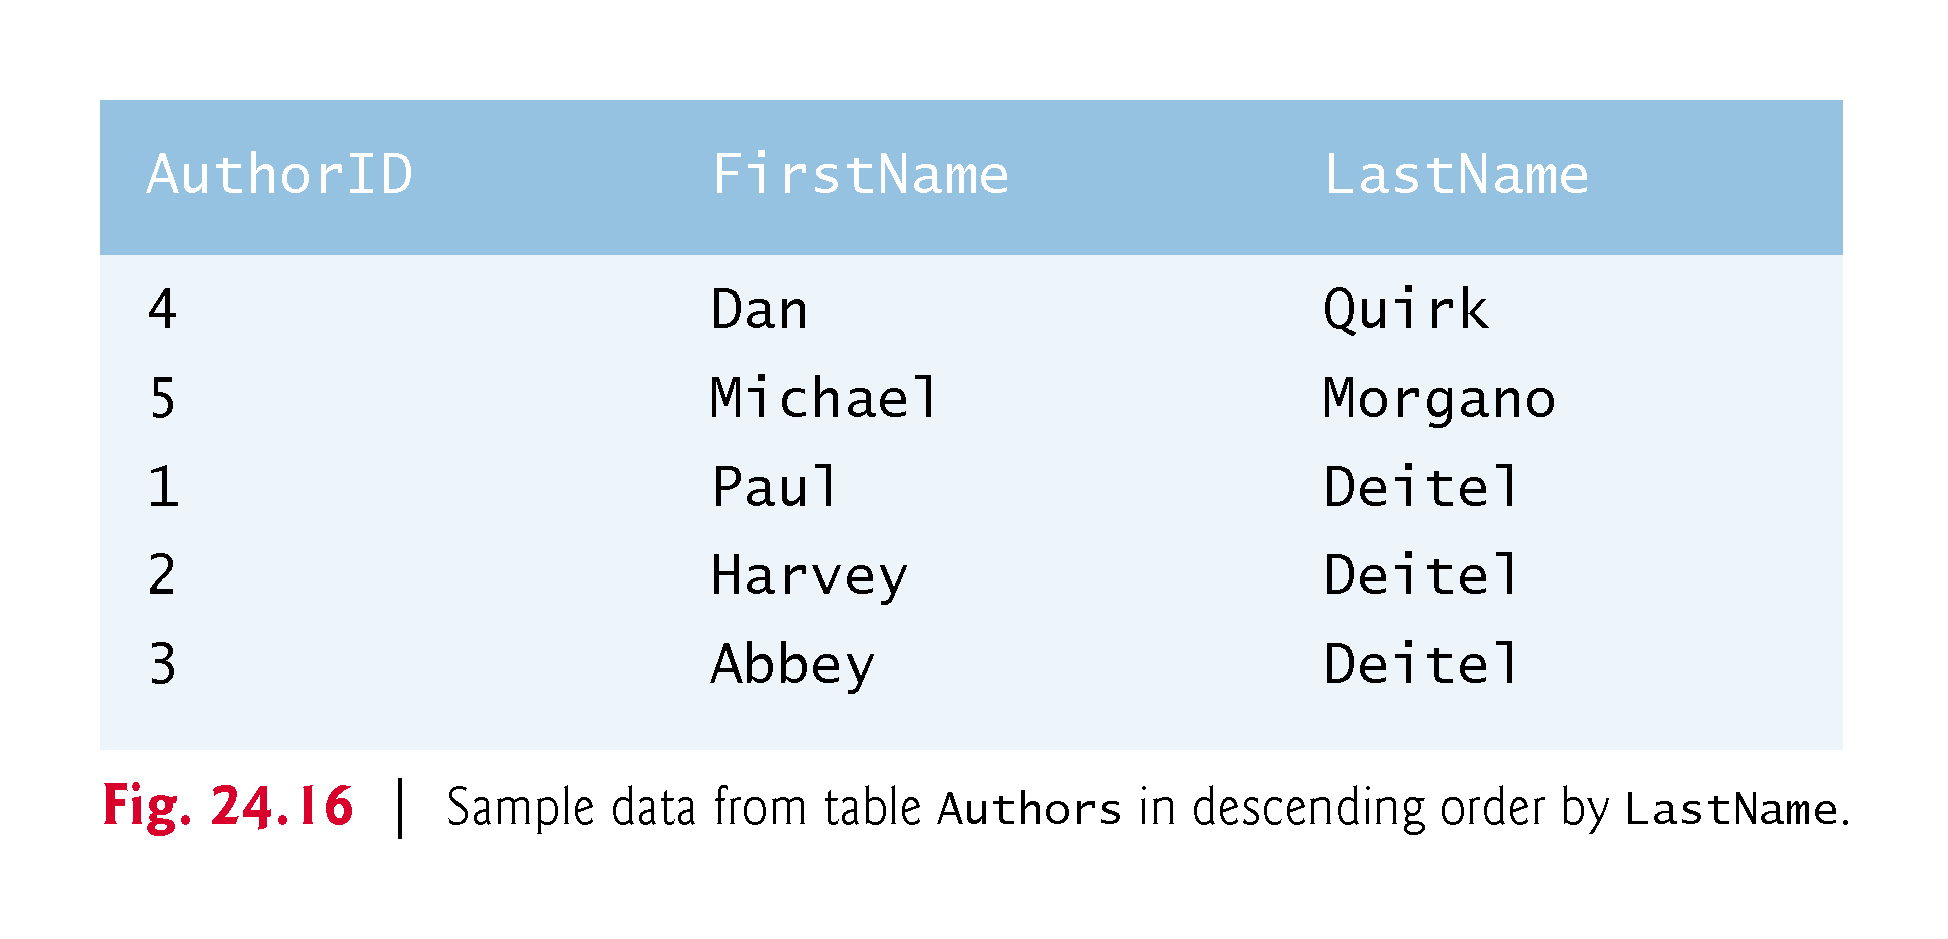 AuthorID FirstName LastName
4 Dan Quirk
5 Michael Morgano
1 Paul Deitel
2 Harvey Deitel
3 Abbey Deitel
Fig. 24.16 | Sample data from table Authors in descending order by LastName.